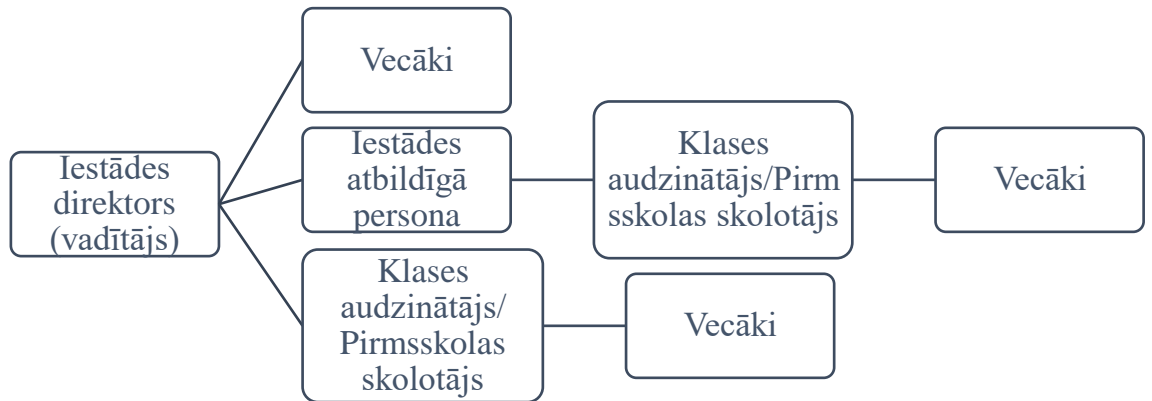 Vecāki
Iestādes
direktors
(vadītājs)
Iestādes
atbildīgā
persona
Klases
audzinātājs/Pirm
sskolas skolotājs
Vecāki
Klases
audzinātājs/
Pirmsskolas
skolotājs
Vecāki